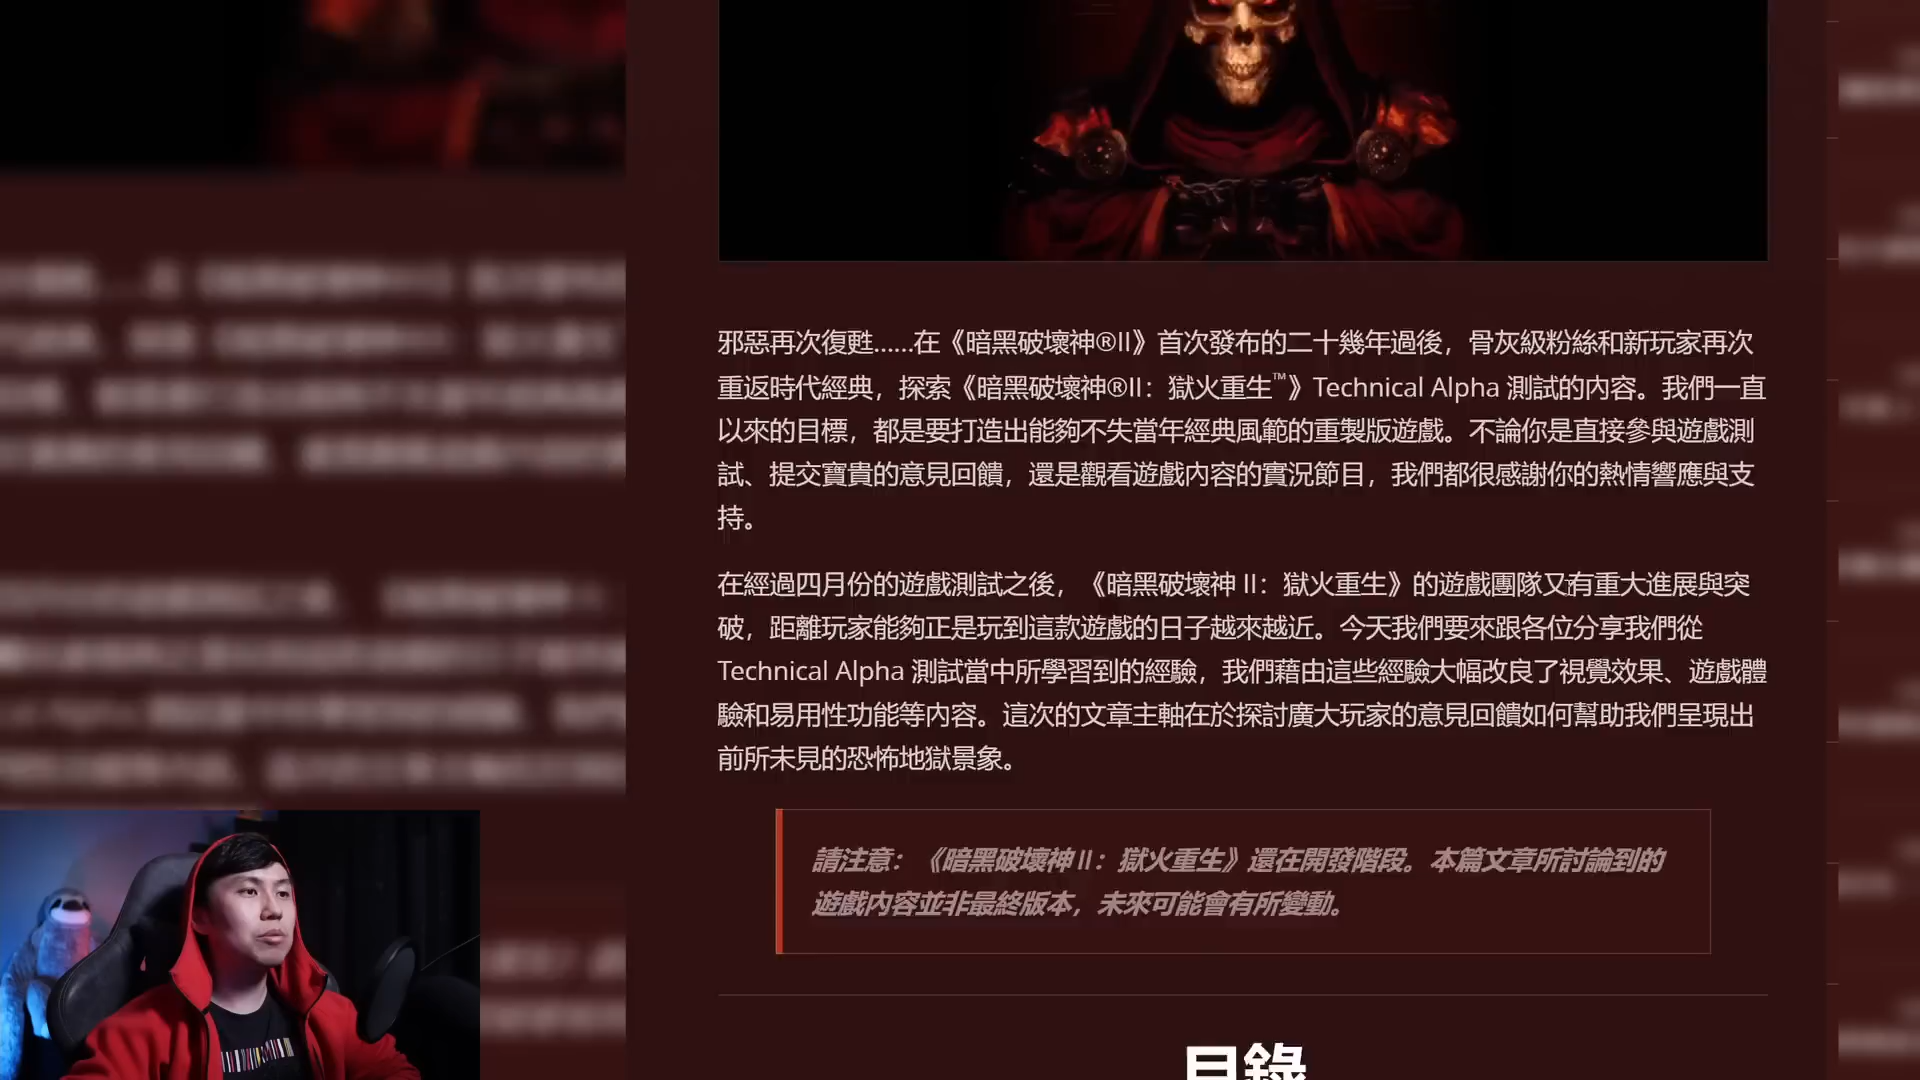 邪惡再次復甦……在《暗黑破壞神®II》首次發布的二十幾年過後，骨灰級粉絲和新玩家再次
重返時代經典，探索《暗黑破壞神®II：獄火重生™》Technical Alpha 測試的內容。我們一直
以來的目標，都是要打造出能夠不失當年經典風範的重製版遊戲。不論你是直接參與遊戲測
試、提交寶貴的意見回饋，還是觀看遊戲內容的實況節目，我們都很感謝你的熱情響應與支
持。
在經過四月份的遊戲測試之後，《暗黑破壞神 II：獄火重生》的遊戲團隊又有重大進展與突
破，距離玩家能夠正是玩到這款遊戲的日子越來越近。今天我們要來跟各位分享我們從
Technical Alpha 測試當中所學習到的經驗，我們藉由這些經驗大幅改良了視覺效果、遊戲體
驗和易用性功能等內容。這次的文章主軸在於探討廣大玩家的意見回饋如何幫助我們呈現出
前所未見的恐怖地獄景象。
請注意：《暗黑破壞神 II：獄火重生》還在開發階段。本篇文章所討論到的
遊戲內容並非最終版本，未來可能會有所變動。
目錄